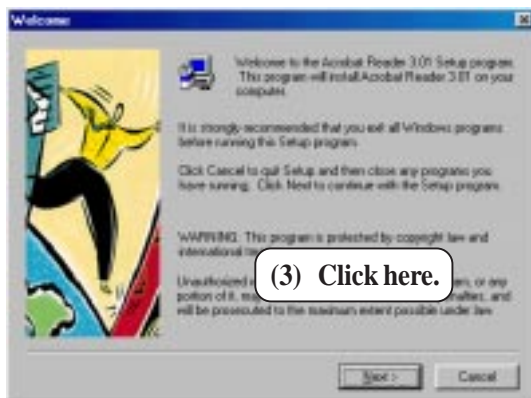 Welcome
Welcome to the Acrobat Reader 3.01 Setup program.
This program will install Acrobat Reader 3.01 on your
computer.
It is strongly recommended that you exit all Windows programs
before running this Setup program.
Click Cancel to quit Setup and then close any programs you
have running. Click Next to continue with the Setup program.
WARNING: This program is protected by copyright law and
international
Unauthorized or any
portion of it, and
will be prosecuted to the maximum extent possible under law.
(3) Click here.
Next >
Cancel